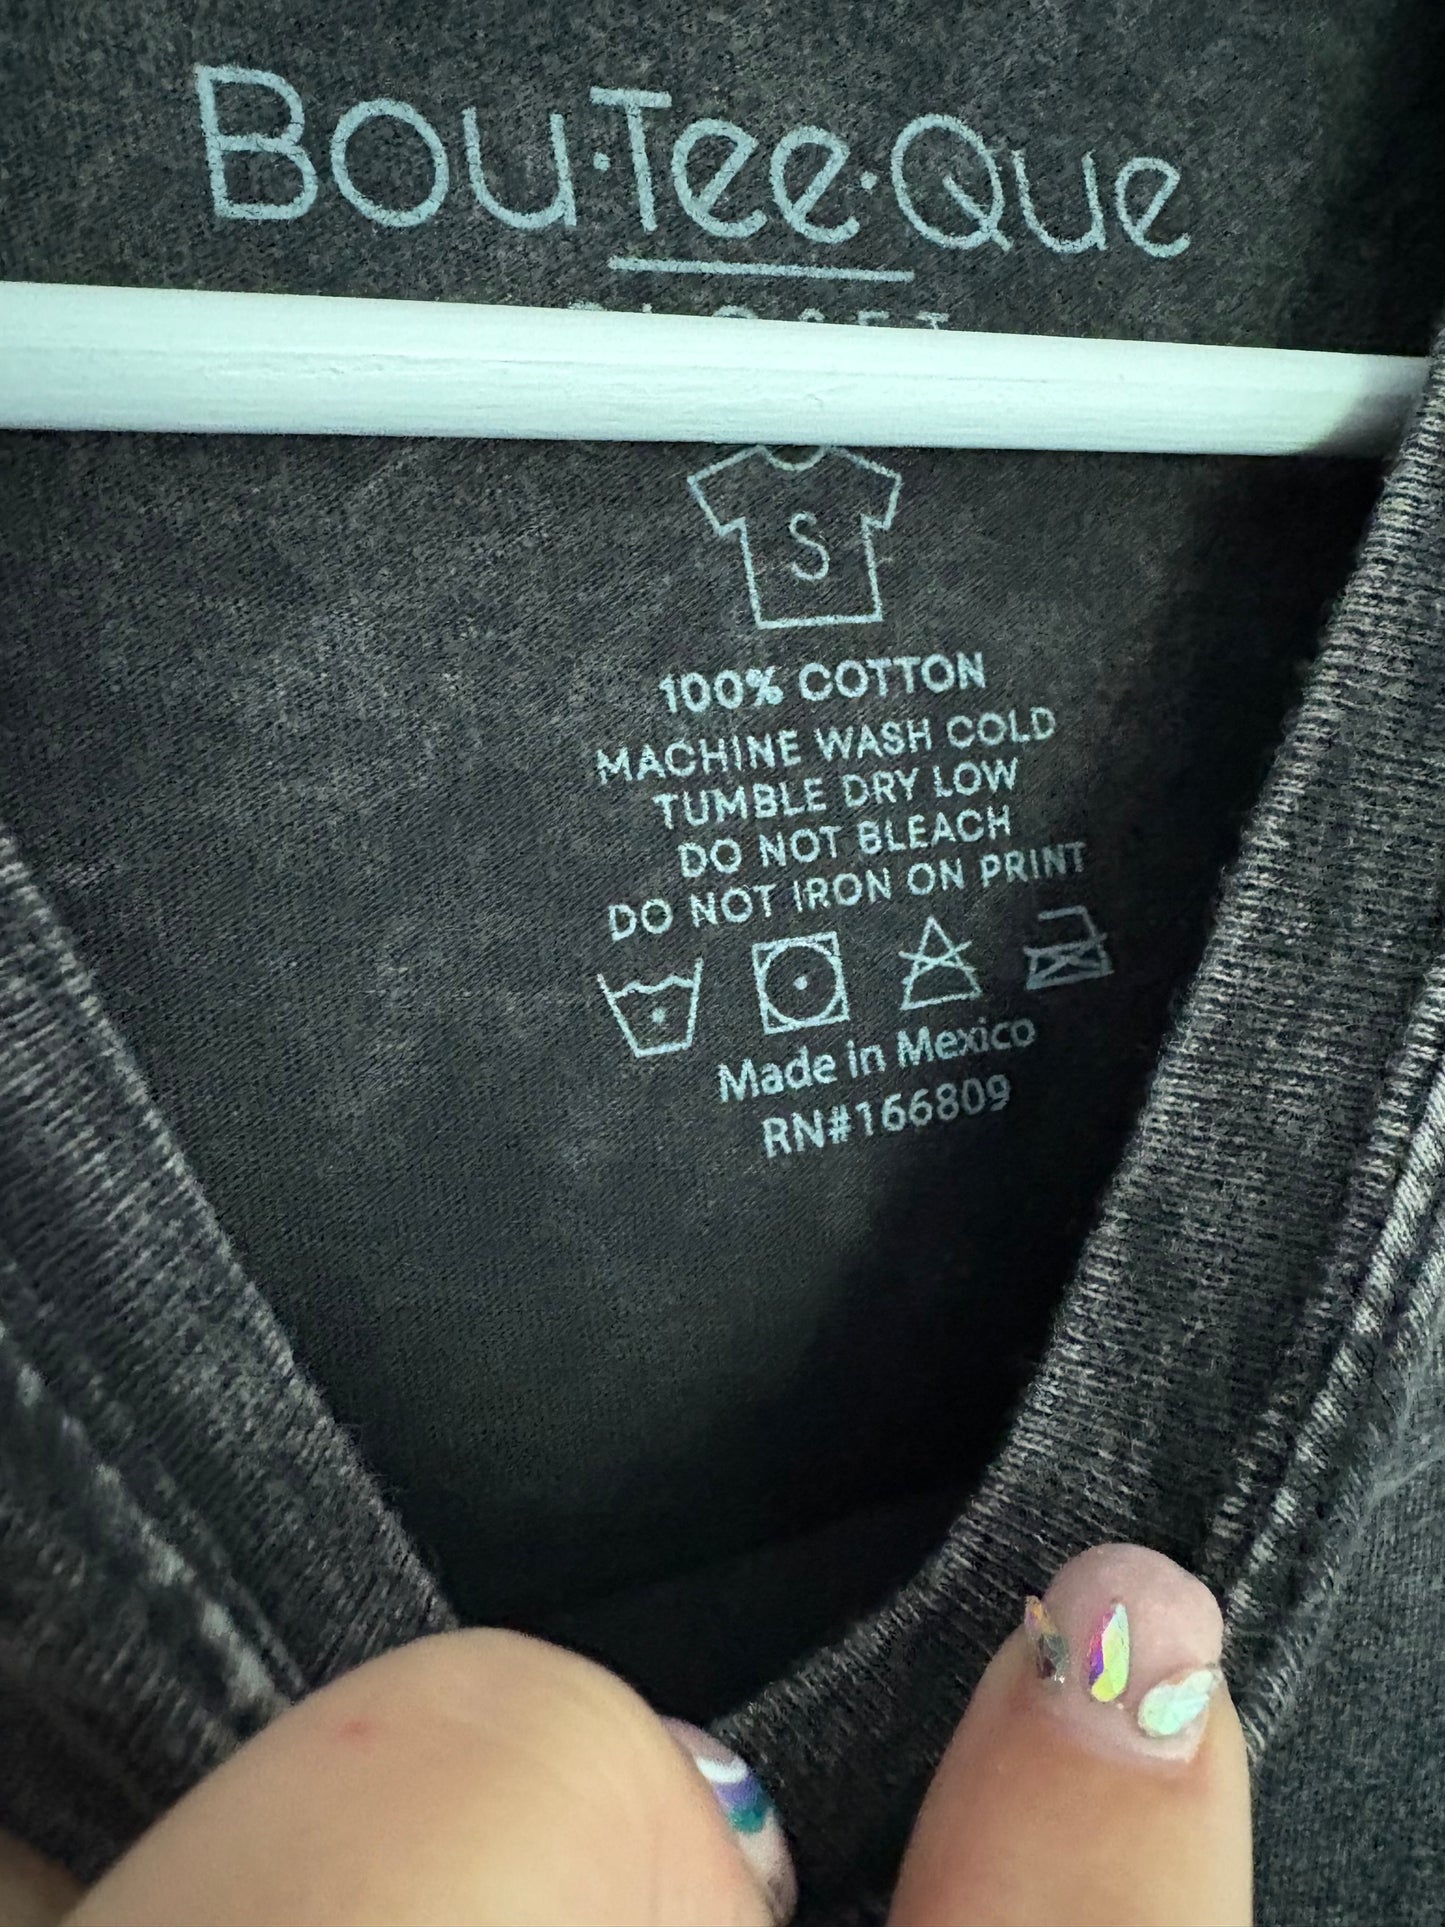 Bou·Tee·Que
S
100% COTTON
MACHINE WASH COLD
TUMBLE DRY LOW
DO NOT BLEACH
DO NOT IRON ON PRINT
Made in Mexico
RN#166809